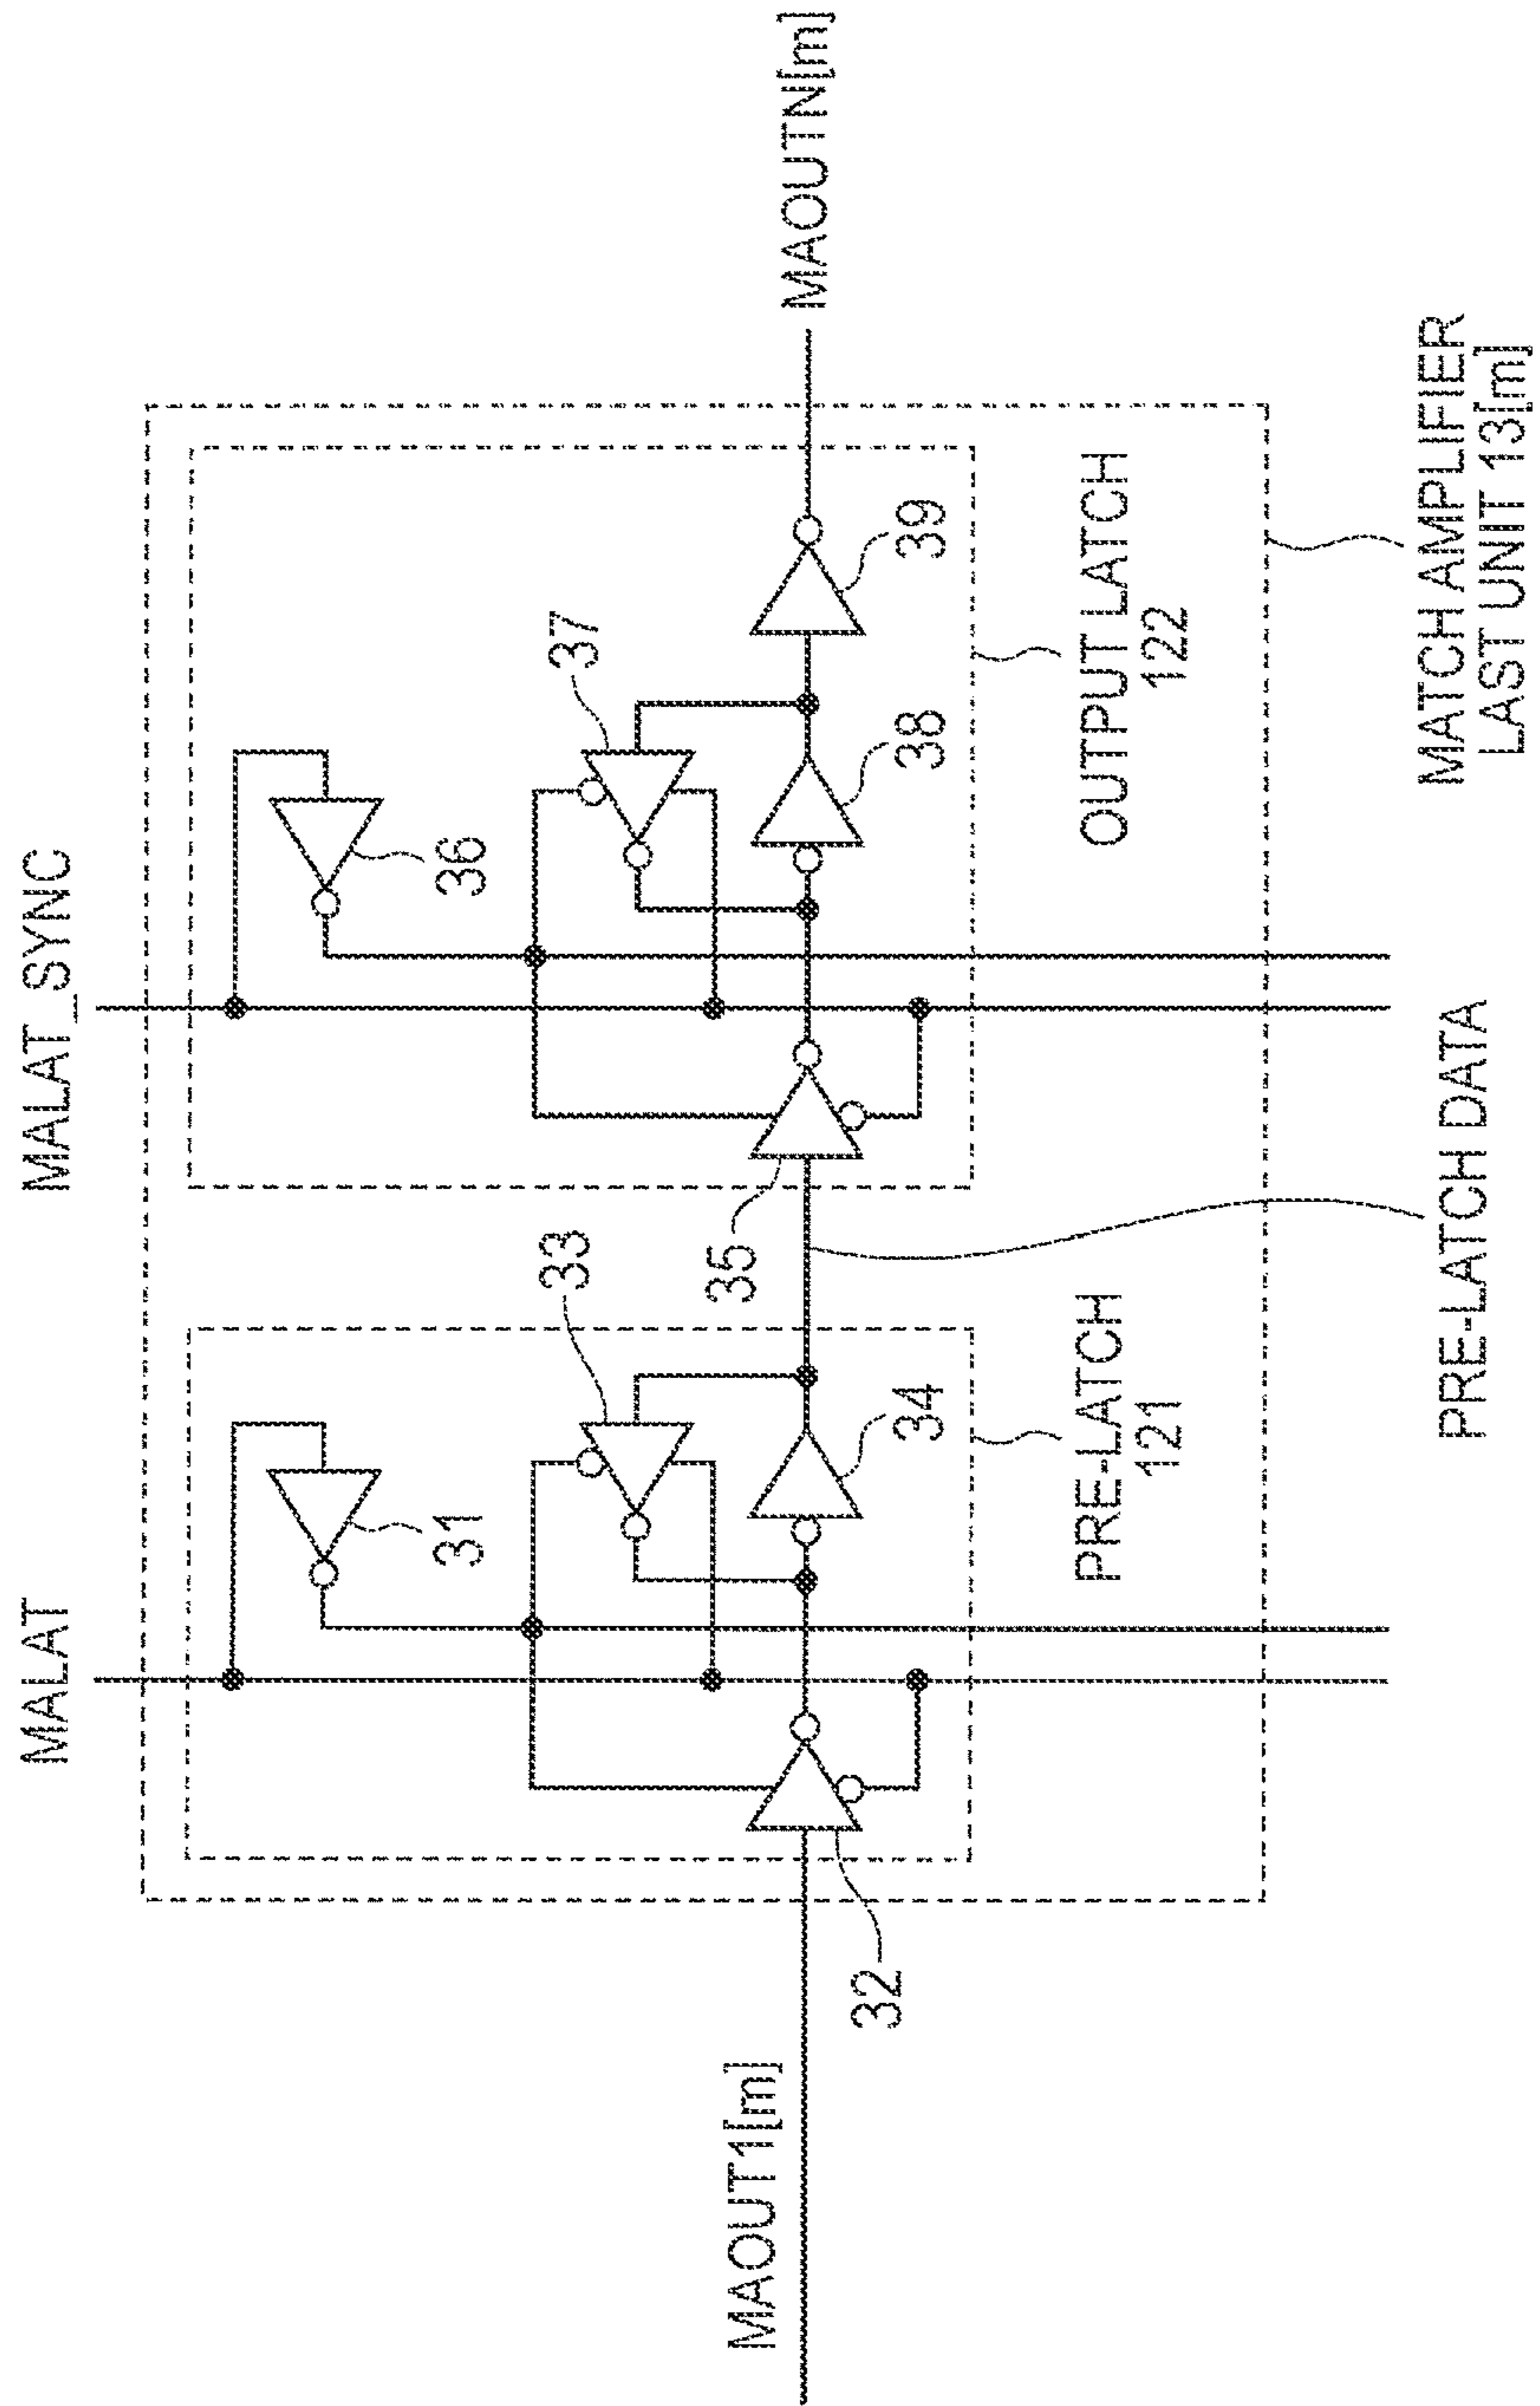 MALAT
MALAT_SYNC
31
36
33
37
MAOUT1[m]
32
34
35
38
39
MAOUTN[m]
PRE-LATCH
121
OUTPUT LATCH
122
PRE-LATCH DATA
MATCH AMPLIFIER
LAST UNIT 13[m]